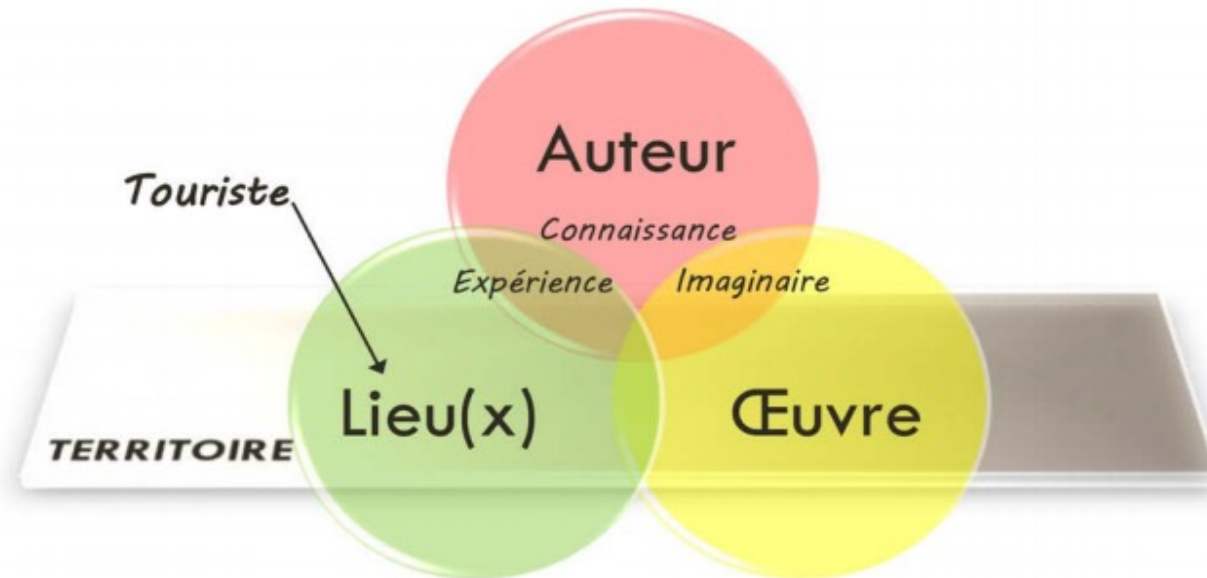 Auteur
Touriste
Connaissance
Expérience
Imaginaire
Lieu(x)
Œuvre
TERRITOIRE